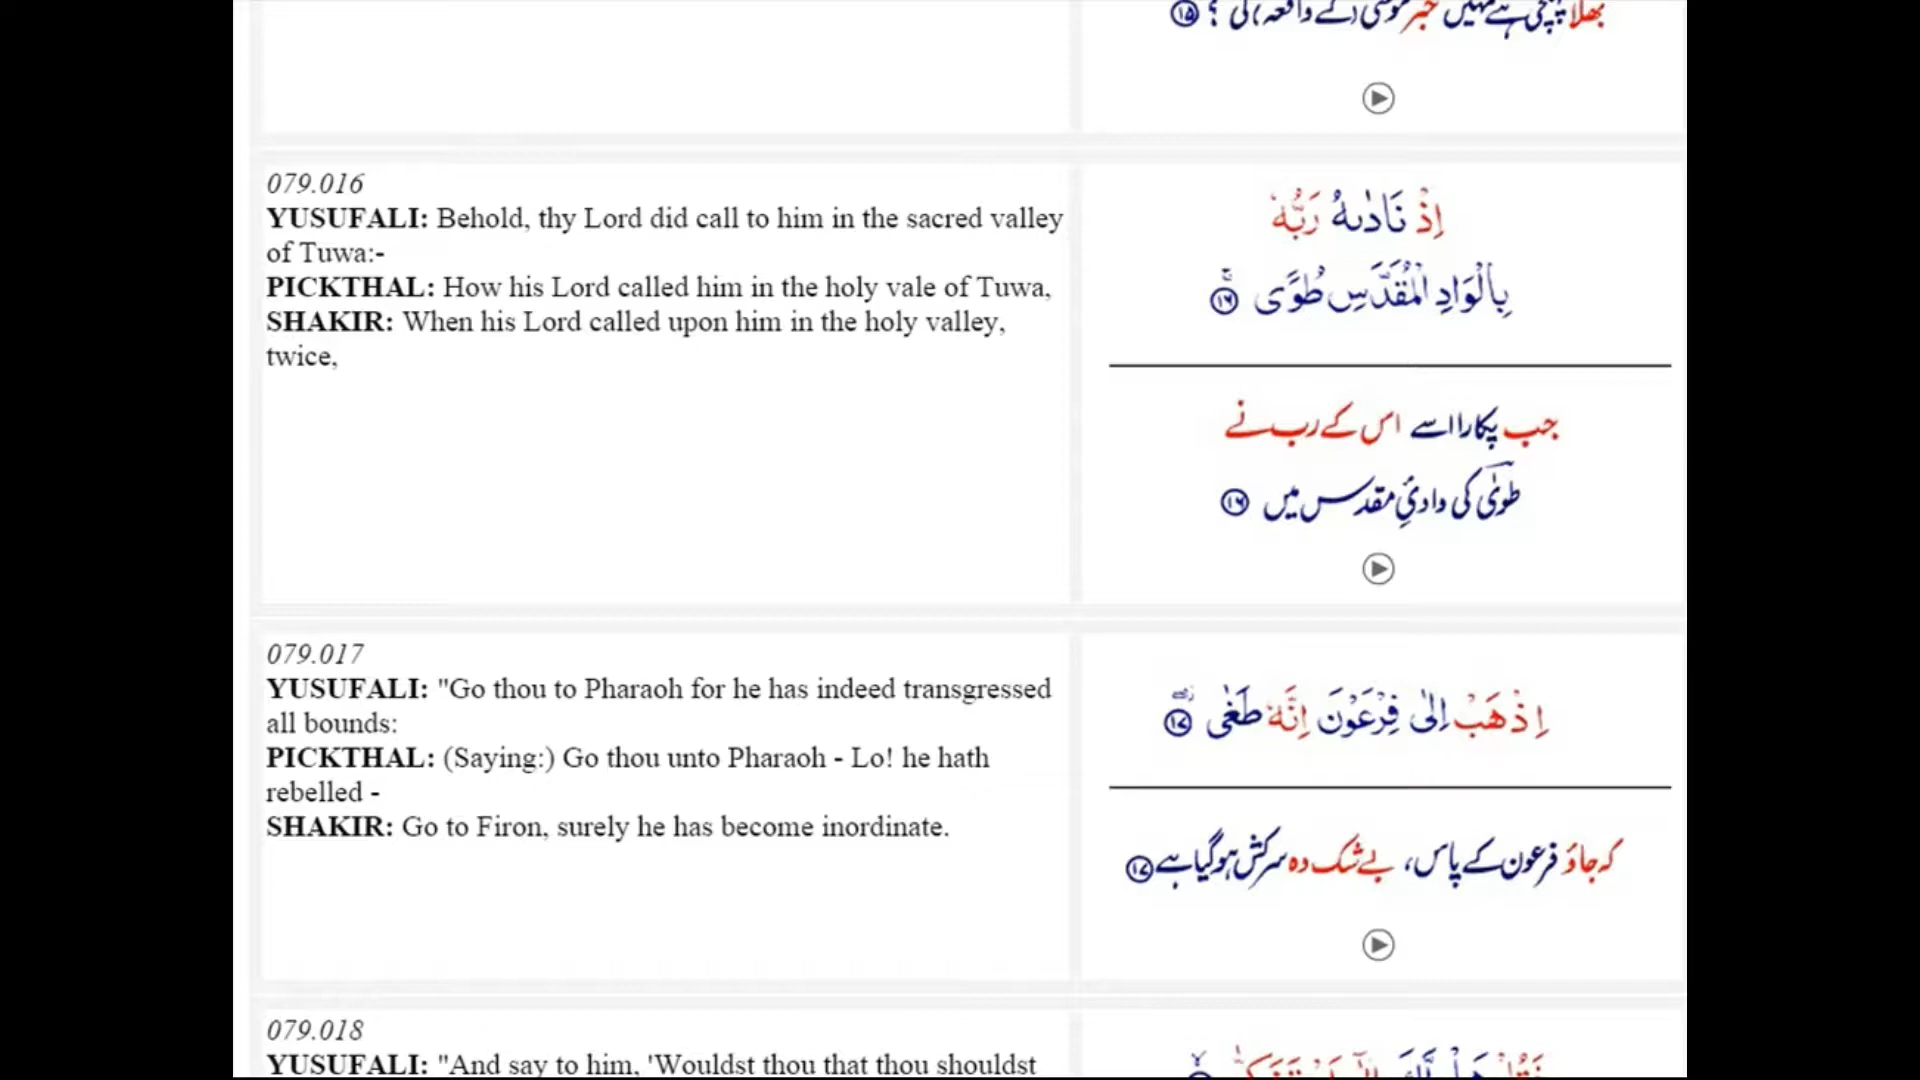 بھلا پہنچی ہے تمہیں خبر موسیٰ (کے واقعہ) کی ؟ ⑮
079.016
YUSUFALI: Behold, thy Lord did call to him in the sacred valley
of Tuwa:-
PICKTHAL: How his Lord called him in the holy vale of Tuwa,
SHAKIR: When his Lord called upon him in the holy valley,
twice,
اِذْ نَادٰىهُ رَبُّهٗ
بِالْوَادِ الْمُقَدَّسِ طُوًى ۚ ۱۶
جب پکارا اسے اس کے رب نے
طویٰ کی وادیٔ مقدس میں ۱۶
079.017
YUSUFALI: "Go thou to Pharaoh for he has indeed transgressed
all bounds:
PICKTHAL: (Saying:) Go thou unto Pharaoh - Lo! he hath
rebelled -
SHAKIR: Go to Firon, surely he has become inordinate.
اِذْهَبْ اِلٰى فِرْعَوْنَ اِنَّهٗ طَغٰى ۱۷
کہ جاؤ فرعون کے پاس، بے شک وہ سرکش ہو گیا ہے ۱۷
079.018
YUSUFALI: "And say to him, 'Wouldst thou that thou shouldst